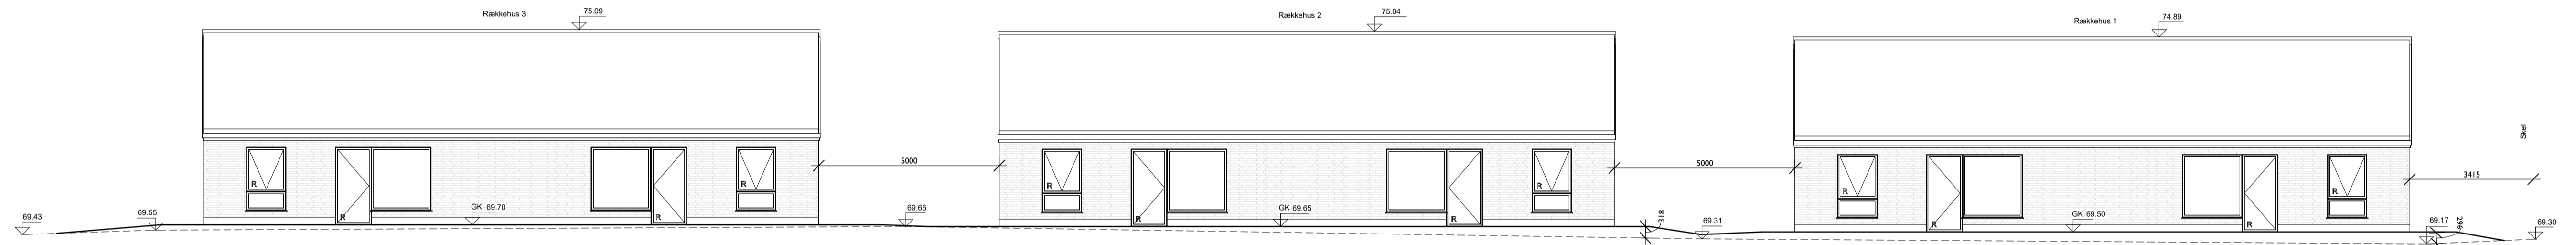 Rækkehus 3
75.09
Rækkehus 2
75.04
Rækkehus 1
74.89
Skel
5000
5000
3415
R
R
R
R
R
R
R
R
R
R
R
R
69.43
69.55
GK 69.70
69.65
GK 69.65
318
69.31
GK 69.50
69.17
296
69.30